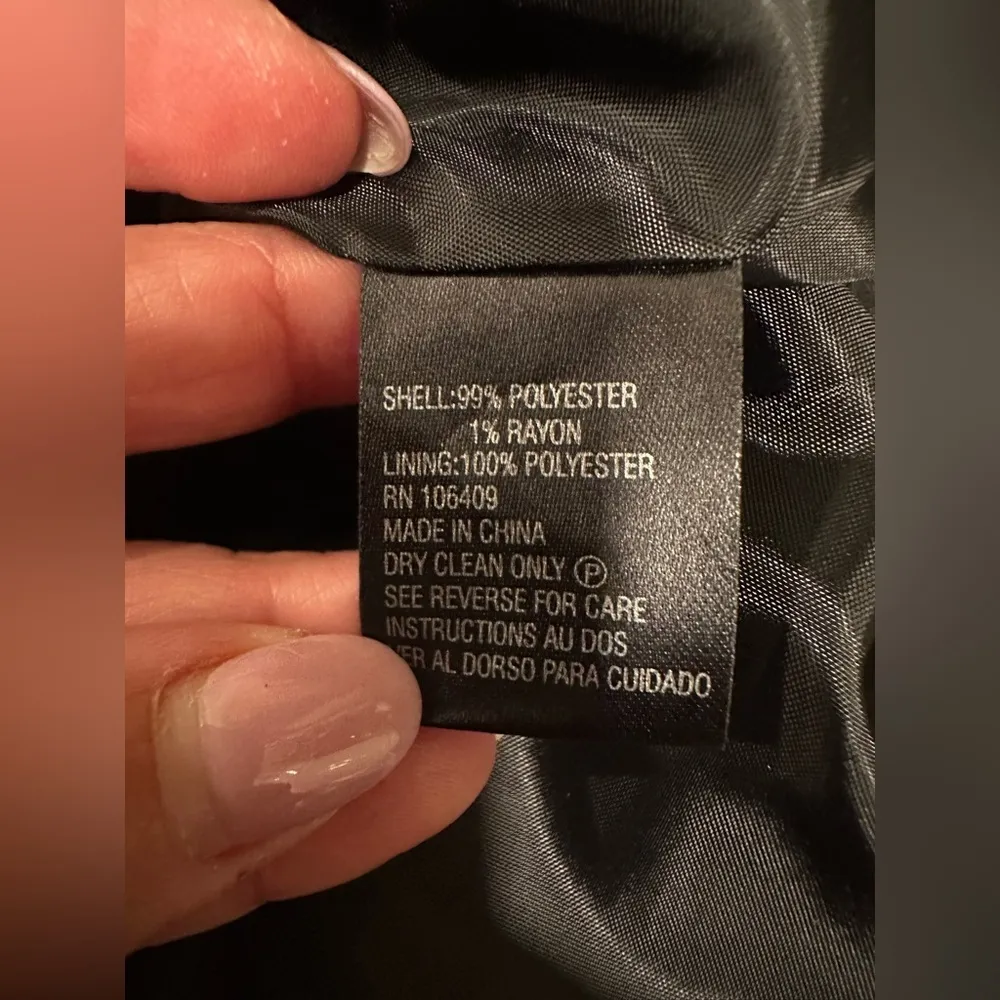 SHELL:99% POLYESTER
1% RAYON
LINING:100% POLYESTER
RN 106409
MADE IN CHINA
DRY CLEAN ONLY Ⓟ
SEE REVERSE FOR CARE
INSTRUCTIONS AU DOS
VER AL DORSO PARA CUIDADO